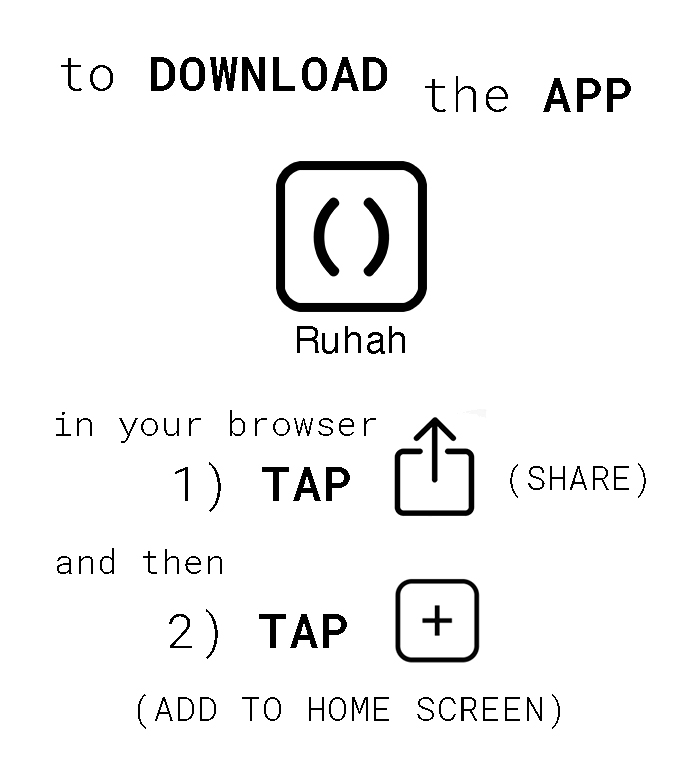 to DOWNLOAD the APP
( )
Ruhah
in your browser
1) TAP (SHARE)
and then
2) TAP +
(ADD TO HOME SCREEN)